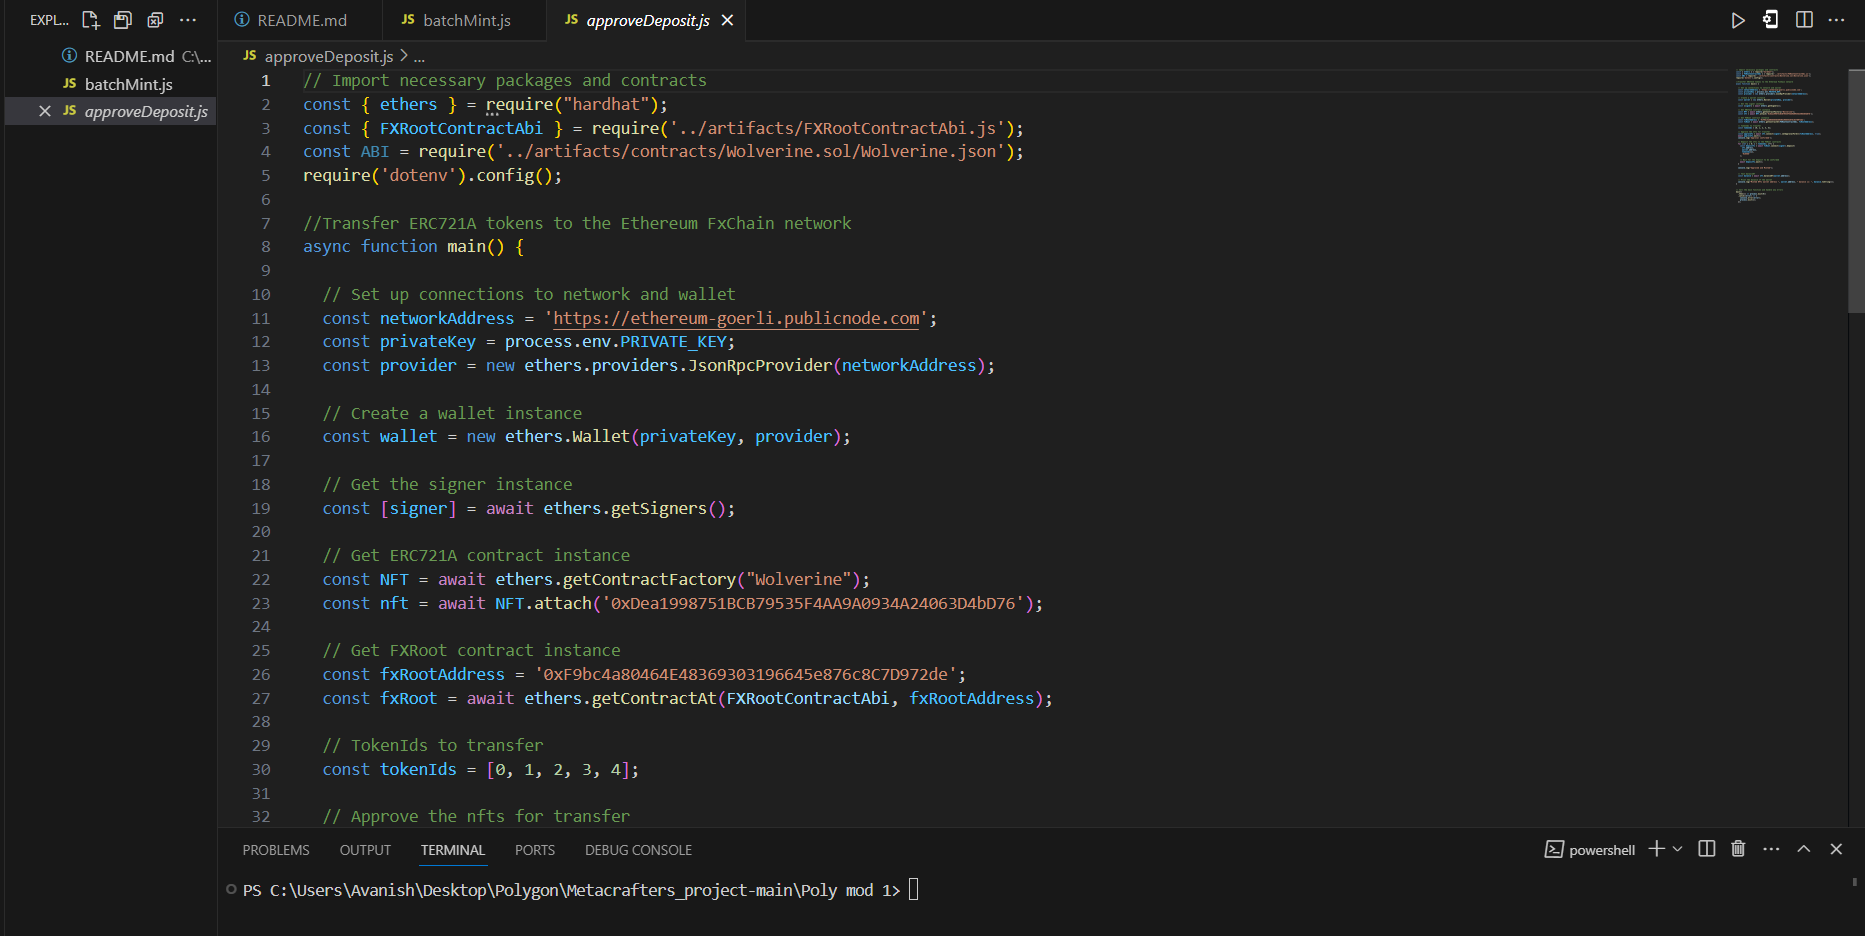 EXPL...
README.md C:\...
JS batchMint.js
JS approveDeposit.js
README.md
JS batchMint.js
JS approveDeposit.js
JS approveDeposit.js > ...
1 // Import necessary packages and contracts
2 const { ethers } = require("hardhat");
3 const { FXRootContractAbi } = require('../artifacts/FXRootContractAbi.js');
4 const ABI = require('../artifacts/contracts/Wolverine.sol/Wolverine.json');
5 require('dotenv').config();
6
7 //Transfer ERC721A tokens to the Ethereum FxChain network
8 async function main() {
9
10 // Set up connections to network and wallet
11 const networkAddress = 'https://ethereum-goerli.publicnode.com';
12 const privateKey = process.env.PRIVATE_KEY;
13 const provider = new ethers.providers.JsonRpcProvider(networkAddress);
14
15 // Create a wallet instance
16 const wallet = new ethers.Wallet(privateKey, provider);
17
18 // Get the signer instance
19 const [signer] = await ethers.getSigners();
20
21 // Get ERC721A contract instance
22 const NFT = await ethers.getContractFactory("Wolverine");
23 const nft = await NFT.attach('0xDea1998751BCB79535F4AA9A0934A24063D4bD76');
24
25 // Get FXRoot contract instance
26 const fxRootAddress = '0xF9bc4a80464E48369303196645e876c8C7D972de';
27 const fxRoot = await ethers.getContractAt(FXRootContractAbi, fxRootAddress);
28
29 // TokenIds to transfer
30 const tokenIds = [0, 1, 2, 3, 4];
31
32 // Approve the nfts for transfer
PROBLEMS OUTPUT TERMINAL PORTS DEBUG CONSOLE
powershell
PS C:\Users\Avanish\Desktop\Polygon\Metacrafters_project-main\Poly mod 1>